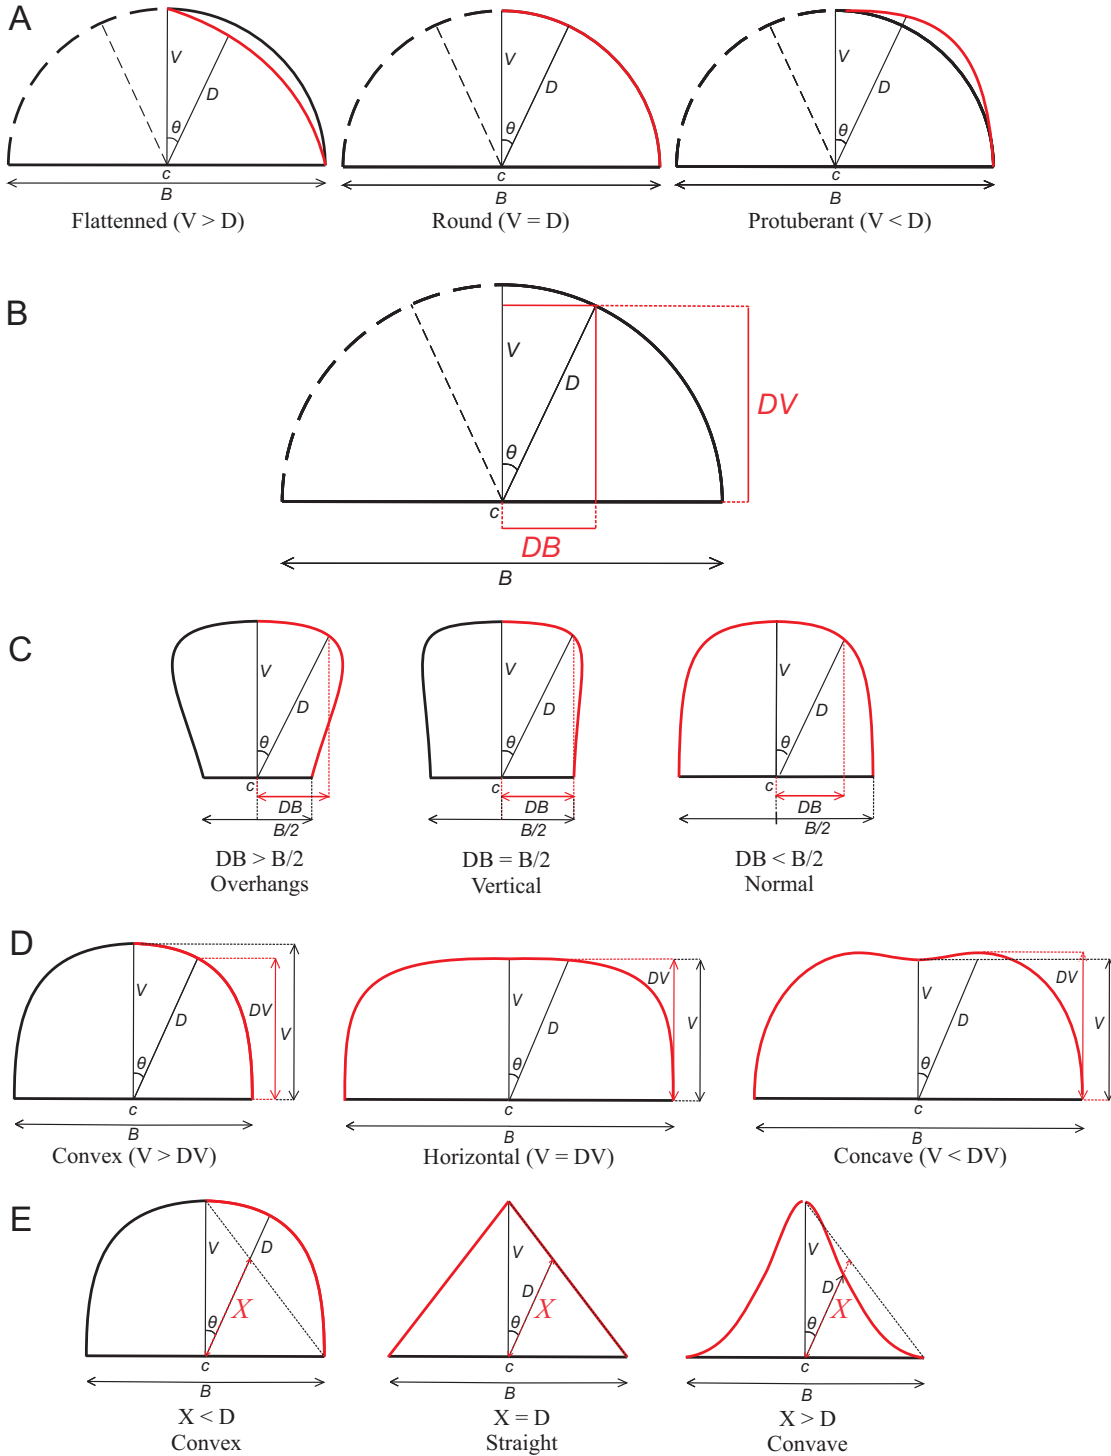 A
V
D
θ
c
B
Flattenned (V > D)
V
D
θ
c
B
Round (V = D)
V
D
θ
c
B
Protuberant (V < D)
B
V
D
θ
c
DV
DB
B
C
V
D
θ
c
DB
B/2
DB > B/2
Overhangs
V
D
θ
c
DB
B/2
DB = B/2
Vertical
V
D
θ
c
DB
B/2
DB < B/2
Normal
D
V
D
θ
c
DV
V
B
Convex (V > DV)
V
D
θ
c
DV
V
B
Horizontal (V = DV)
V
D
θ
c
DV
V
B
Concave (V < DV)
E
V
D
X
θ
c
B
X < D
Convex
V
D
X
θ
c
B
X = D
Straight
V
D
X
θ
c
B
X > D
Convave